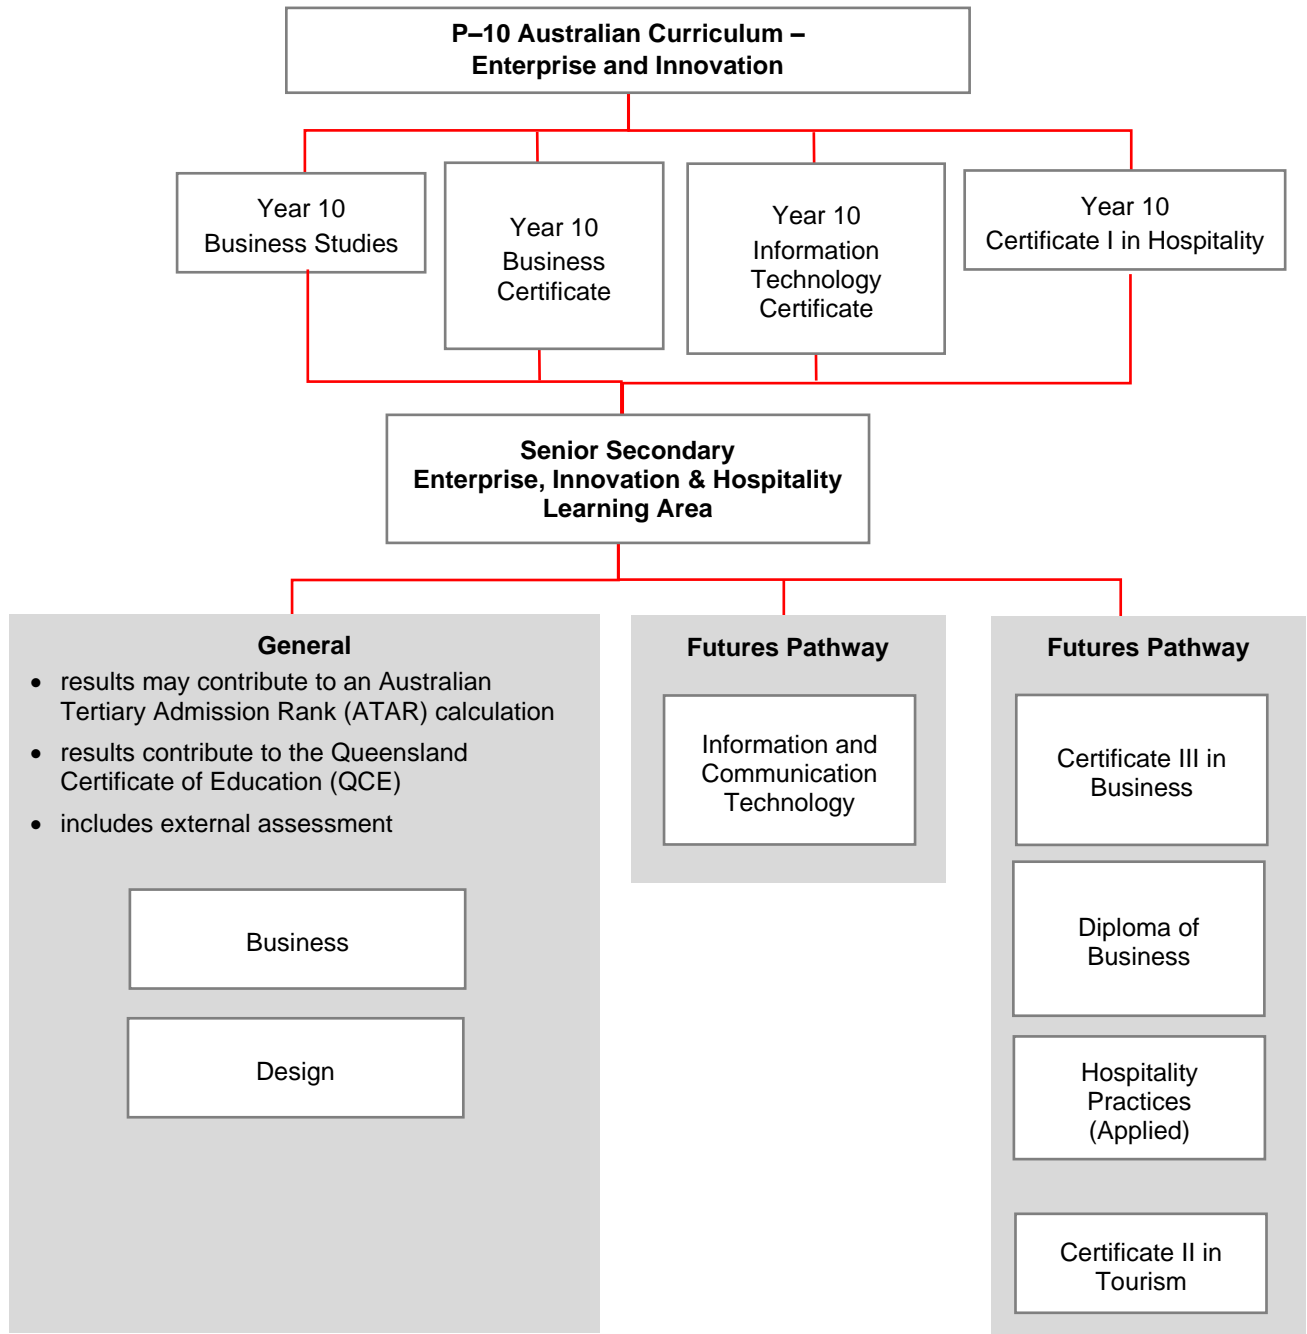 P–10 Australian Curriculum –
Enterprise and Innovation
Year 10
Business Studies
Year 10
Business
Certificate
Year 10
Information
Technology
Certificate
Year 10
Certificate I in Hospitality
Senior Secondary
Enterprise, Innovation & Hospitality
Learning Area
General
• results may contribute to an Australian
Tertiary Admission Rank (ATAR) calculation
• results contribute to the Queensland
Certificate of Education (QCE)
• includes external assessment
Business
Design
Futures Pathway
Information and
Communication
Technology
Futures Pathway
Certificate III in
Business
Diploma of
Business
Hospitality
Practices
(Applied)
Certificate II in
Tourism